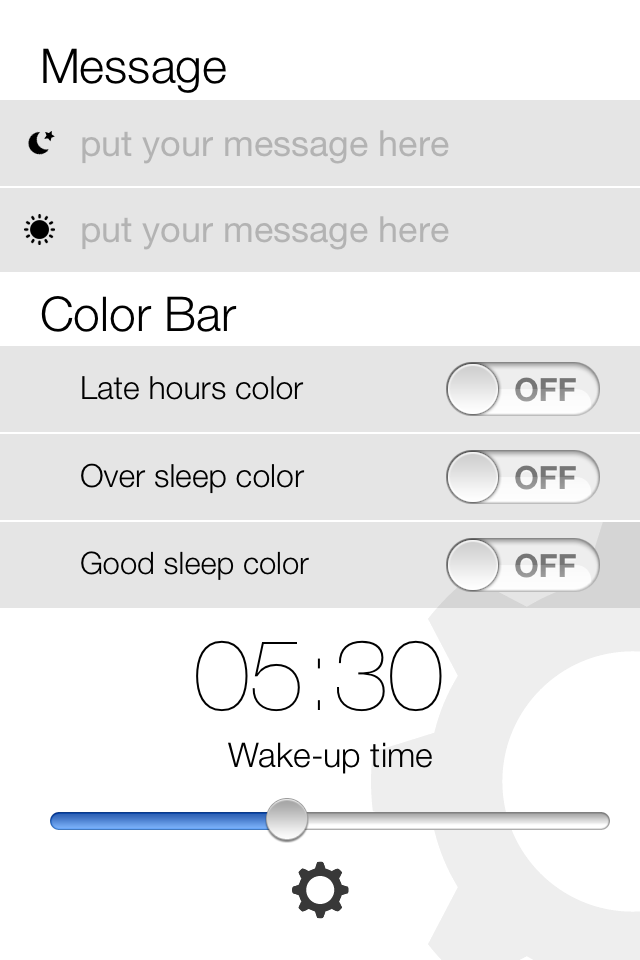 Message
put your message here
put your message here
Color Bar
Late hours color OFF
Over sleep color OFF
Good sleep color OFF
05:30
Wake-up time